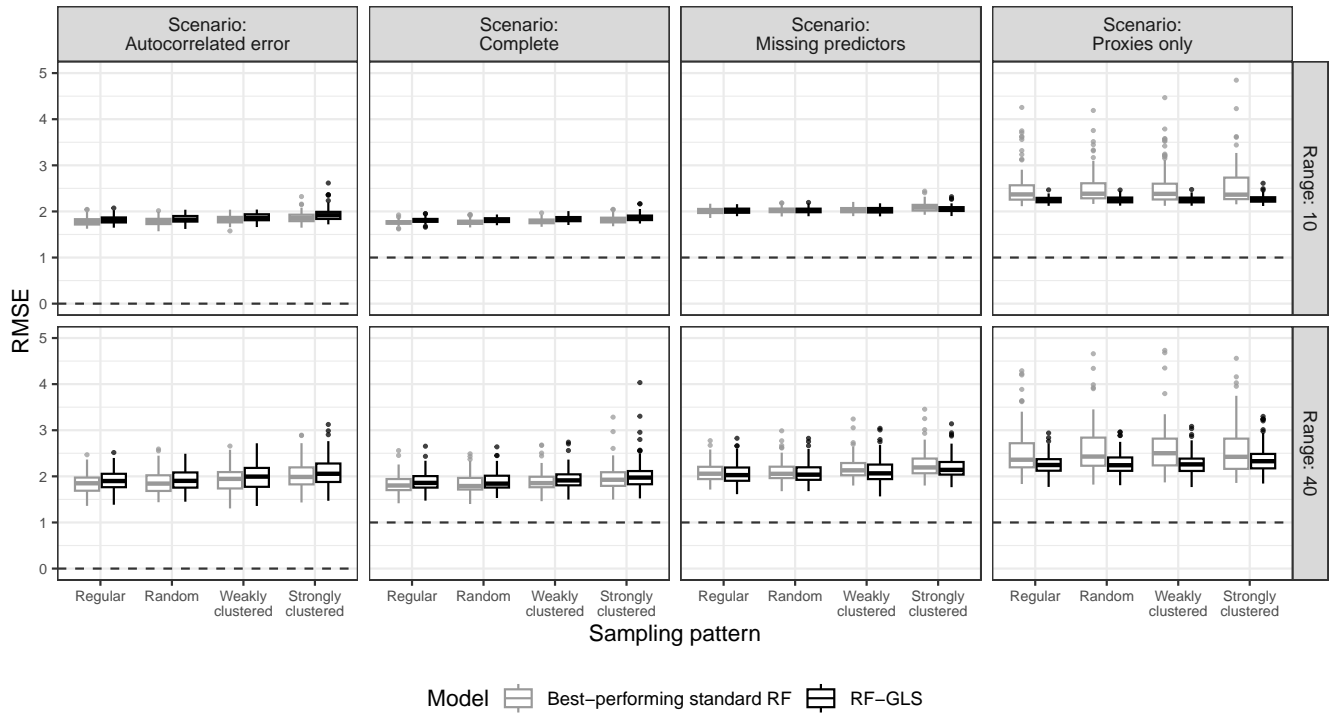 Scenario:
Autocorrelated error
Scenario:
Complete
Scenario:
Missing predictors
Scenario:
Proxies only
5
4
3
2
1
0
Range: 10
RMSE
5
4
3
2
1
0
Range: 40
Regular
Random
Weakly
clustered
Strongly
clustered
Regular
Random
Weakly
clustered
Strongly
clustered
Regular
Random
Weakly
clustered
Strongly
clustered
Regular
Random
Weakly
clustered
Strongly
clustered
Sampling pattern
Model
Best−performing standard RF
RF−GLS